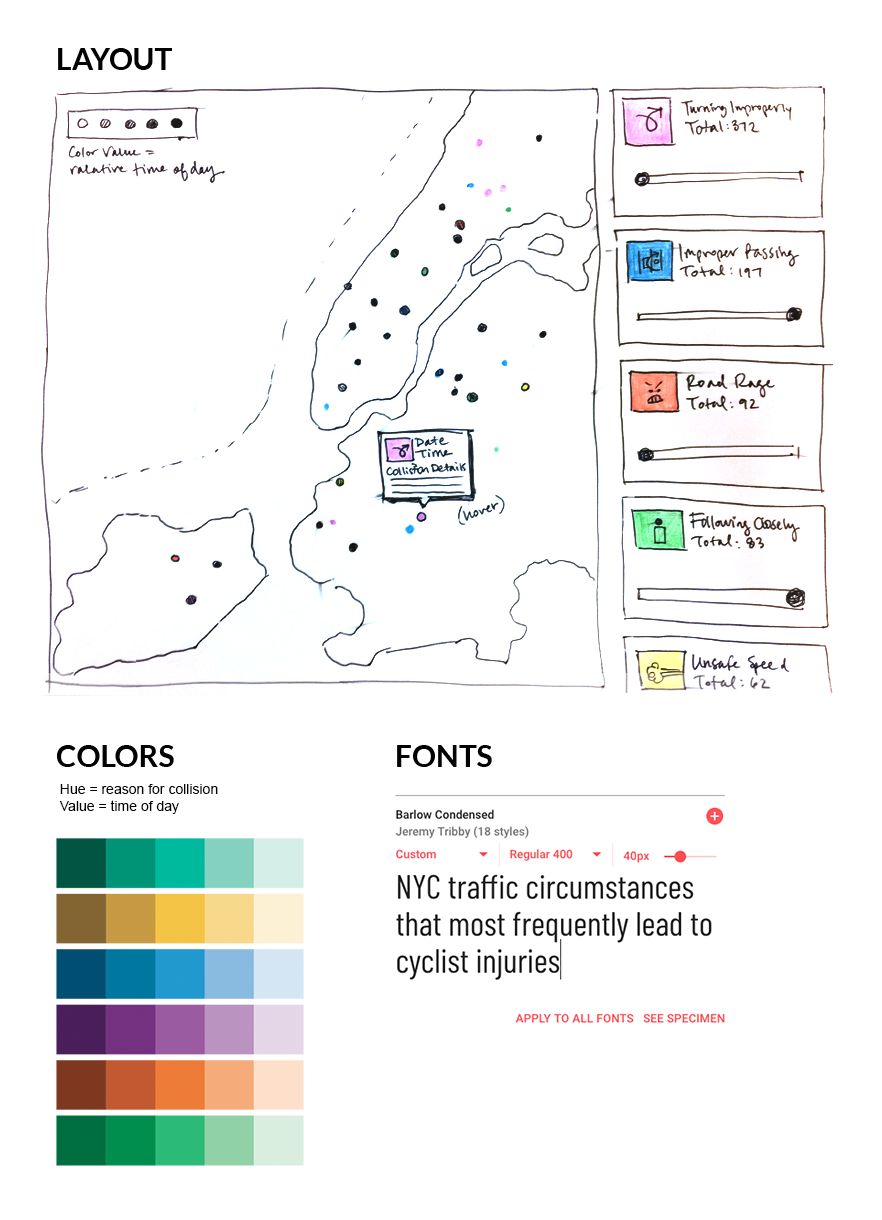 LAYOUT
Color Value =
ralative time of day
Turning Improperly
Total: 372
Improper Passing
Total: 197
Road Rage
Total: 92
Date
Time
Collision Details
(hover)
Following Closely
Total: 83
Unsafe Speed
Total: 62
COLORS
Hue = reason for collision
Value = time of day
FONTS
Barlow Condensed
Jeremy Tribby (18 styles)
Custom
Regular 400
40px
NYC traffic circumstances
that most frequently lead to
cyclist injuries
APPLY TO ALL FONTS SEE SPECIMEN